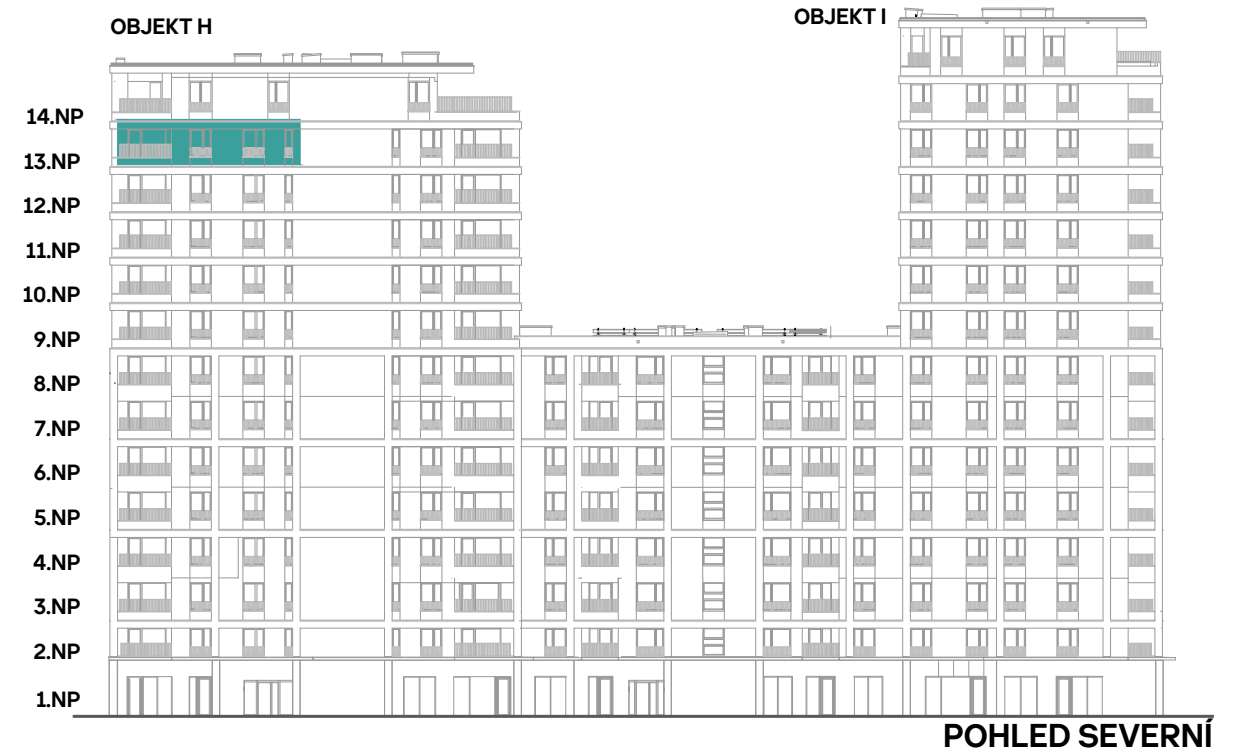 OBJEKT H
OBJEKT I
14.NP
13.NP
12.NP
11.NP
10.NP
9.NP
8.NP
7.NP
6.NP
5.NP
4.NP
3.NP
2.NP
1.NP
POHLED SEVERNÍ